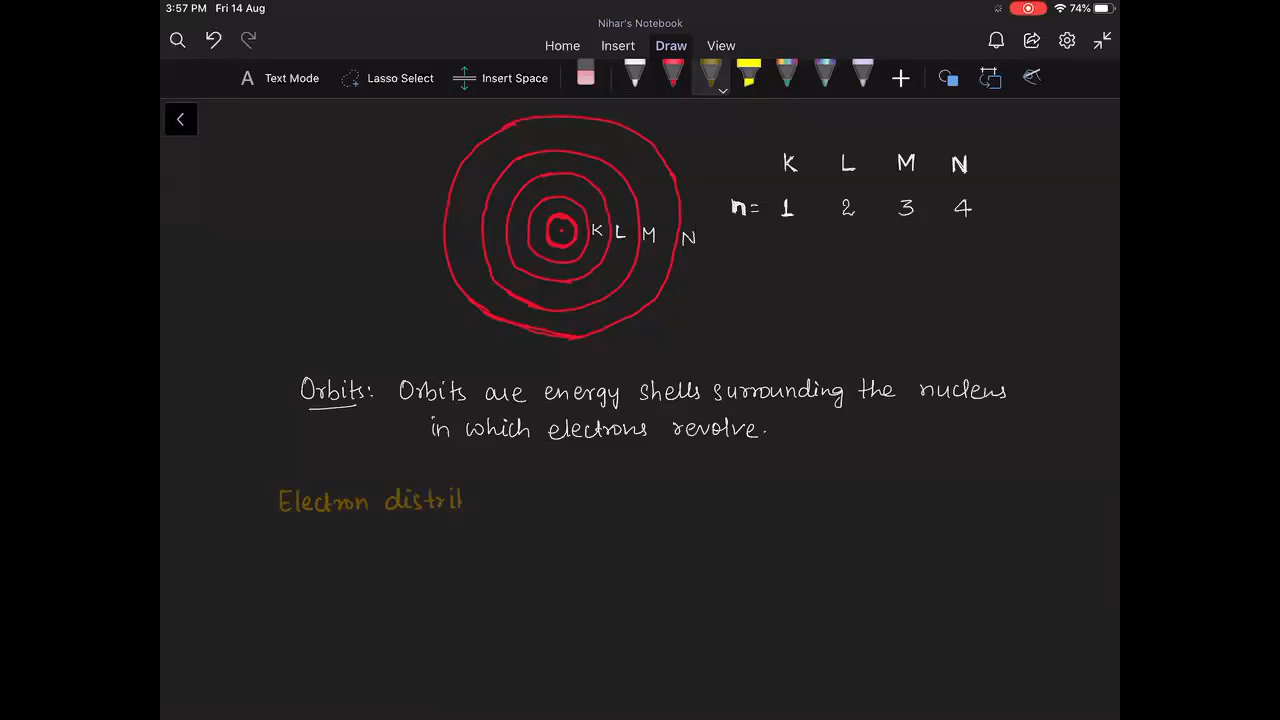 3:57 PM Fri 14 Aug 74%
Nihar's Notebook
Home Insert Draw View
A Text Mode Lasso Select Insert Space
K L M N
n= 1 2 3 4
K L M N
Orbits: Orbits are energy shells surrounding the nucleus
in which electrons revolve.
Electron distrib